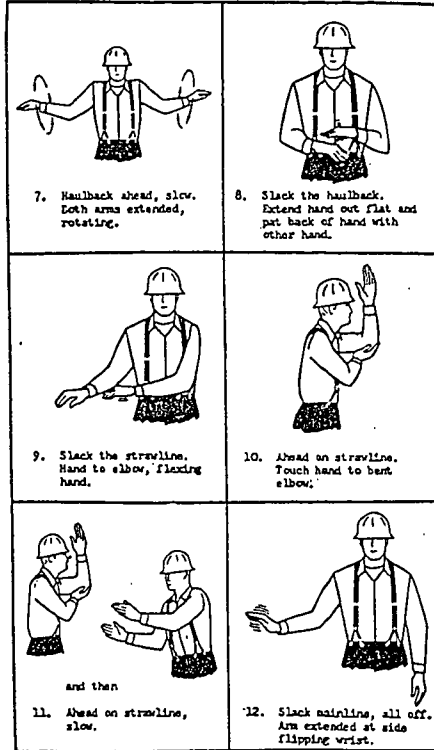 7. Haulback ahead, slow.
Both arms extended,
rotating.
8. Slack the haulback.
Extend hand out flat and
pat back of hand with
other hand.
9. Slack the strawline.
Hand to elbow, flexing
hand.
10. Ahead on strawline.
Touch hand to bent
elbow.
and then
11. Ahead on strawline,
slow.
12. Slack mainline, all off.
Arm extended at side
flipping wrist.